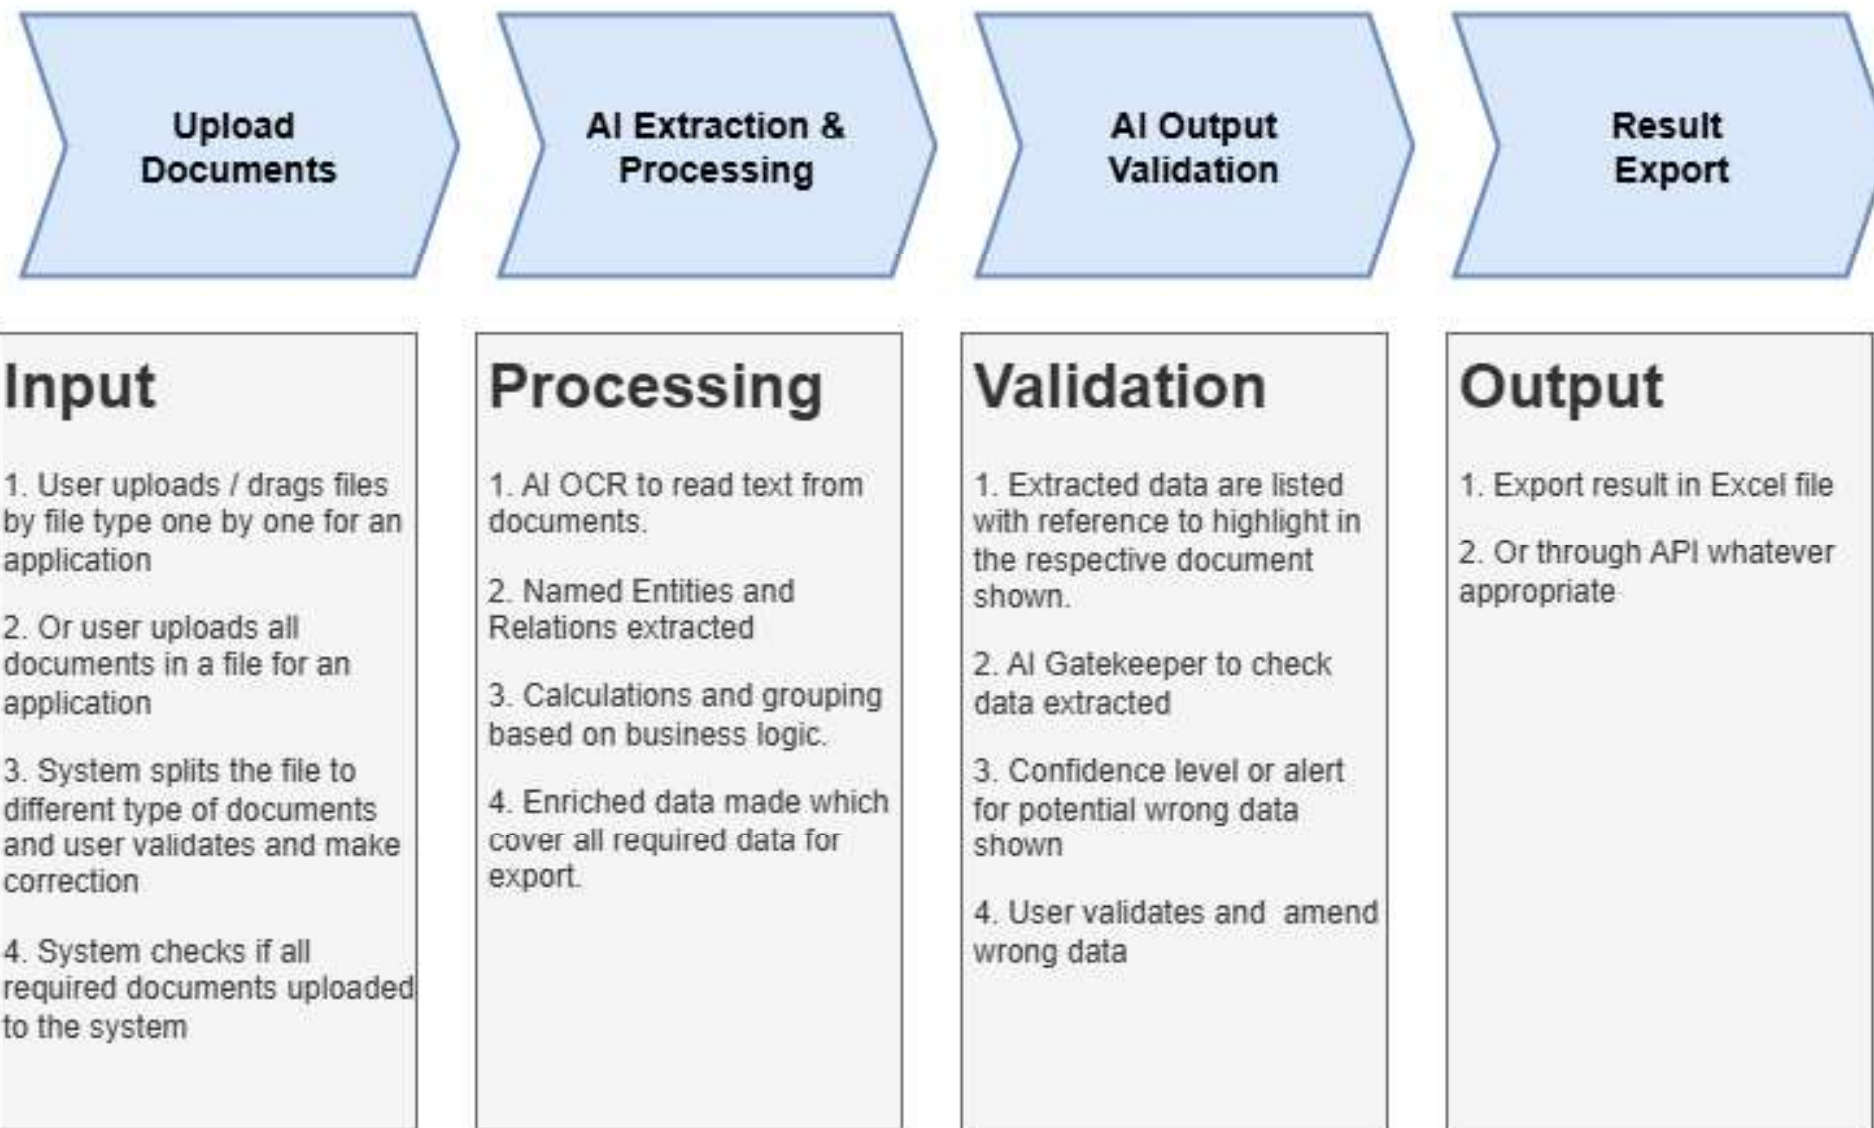 Upload
Documents
AI Extraction &
Processing
AI Output
Validation
Result
Export
Input
1. User uploads / drags files
by file type one by one for an
application
2. Or user uploads all
documents in a file for an
application
3. System splits the file to
different type of documents
and user validates and make
correction
4. System checks if all
required documents uploaded
to the system
Processing
1. AI OCR to read text from
documents.
2. Named Entities and
Relations extracted
3. Calculations and grouping
based on business logic.
4. Enriched data made which
cover all required data for
export.
Validation
1. Extracted data are listed
with reference to highlight in
the respective document
shown.
2. AI Gatekeeper to check
data extracted
3. Confidence level or alert
for potential wrong data
shown
4. User validates and  amend
wrong data
Output
1. Export result in Excel file
2. Or through API whatever
appropriate